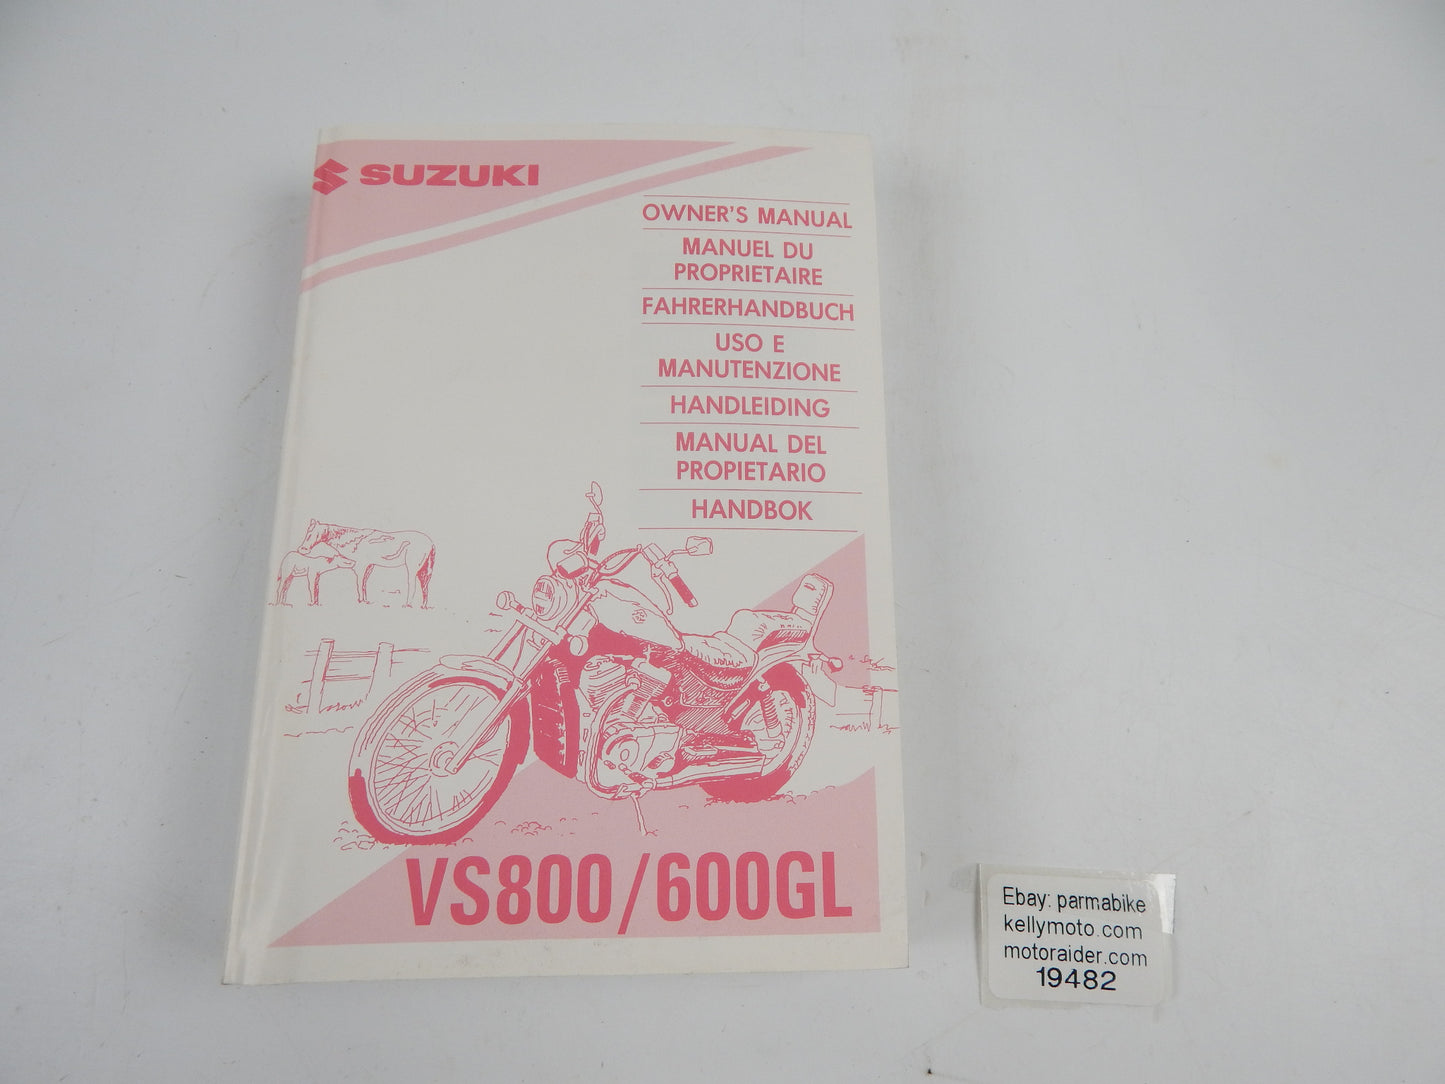 SUZUKI
OWNER'S MANUAL
MANUEL DU
PROPRIETAIRE
FAHRERHANDBUCH
USO E
MANUTENZIONE
HANDLEIDING
MANUAL DEL
PROPIETARIO
HANDBOK
VS800/600GL
Ebay: parmabike
kellymoto.com
motoraider.com
19482